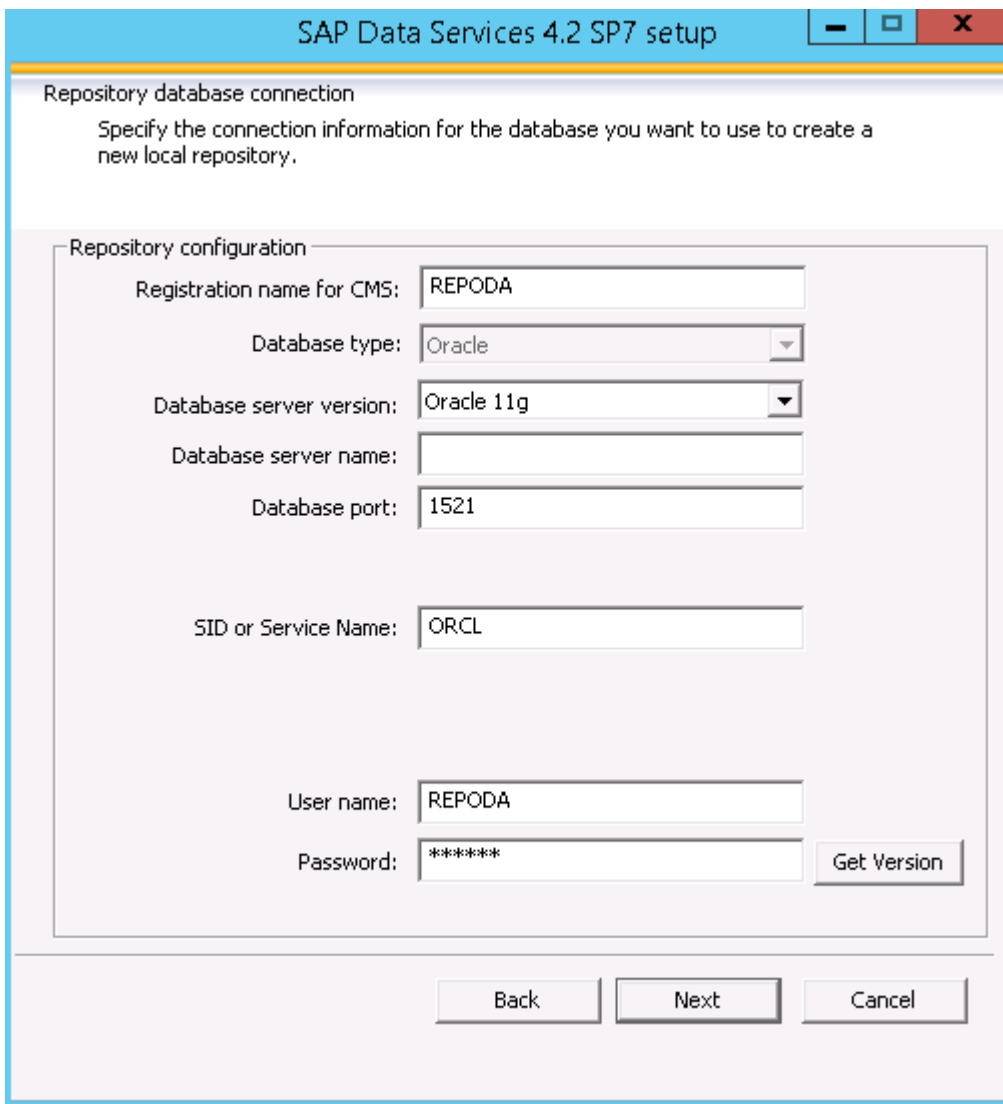 SAP Data Services 4.2 SP7 setup
Repository database connection
Specify the connection information for the database you want to use to create a
new local repository.
Repository configuration
Registration name for CMS: REPODA
Database type: Oracle
Database server version: Oracle 11g
Database server name:
Database port: 1521
SID or Service Name: ORCL
User name: REPODA
Password: ****** Get Version
Back Next Cancel